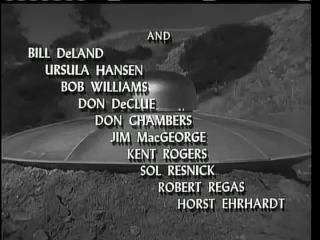 AND
BILL DeLAND
URSULA HANSEN
BOB WILLIAMS
DON DeCLUE
DON CHAMBERS
JIM MacGEORGE
KENT ROGERS
SOL RESNICK
ROBERT REGAS
HORST EHRHARDT